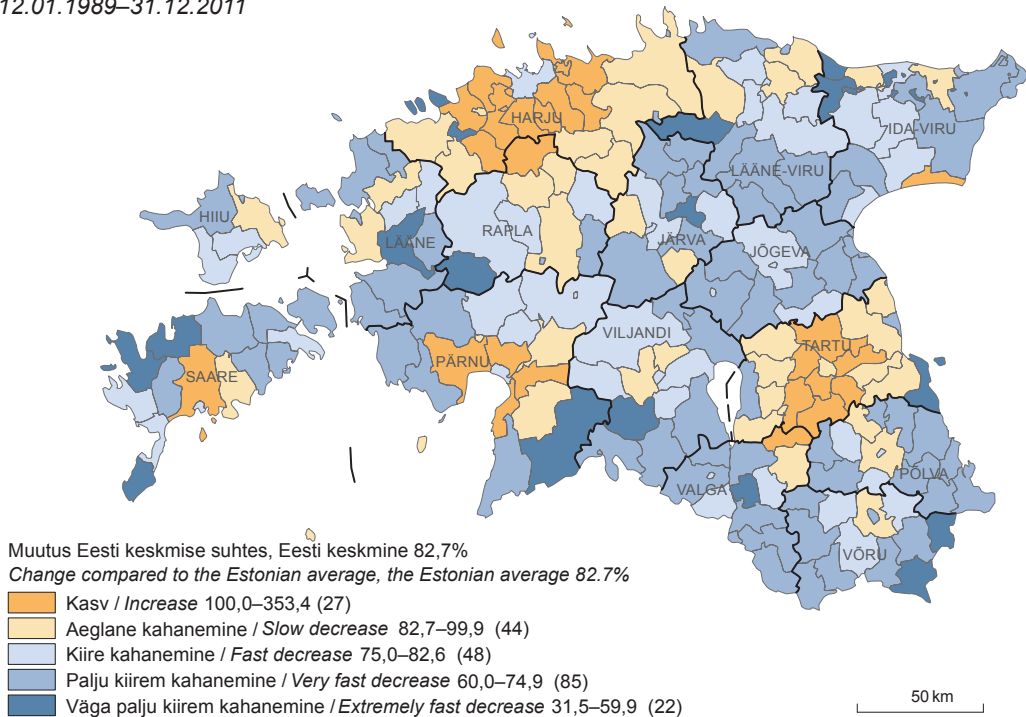 12.01.1989–31.12.2011
HARJU
IDA-VIRU
LÄÄNE-VIRU
HIIU
LÄÄNE
RAPLA
JÄRVA
JÕGEVA
VILJANDI
TARTU
PÄRNU
SAARE
PÕLVA
VALGA
VÕRU
Muutus Eesti keskmise suhtes, Eesti keskmine 82,7%
Change compared to the Estonian average, the Estonian average 82.7%
Kasv / Increase 100,0–353,4 (27)
Aeglane kahanemine / Slow decrease 82,7–99,9 (44)
Kiire kahanemine / Fast decrease 75,0–82,6 (48)
Palju kiirem kahanemine / Very fast decrease 60,0–74,9 (85)
Väga palju kiirem kahanemine / Extremely fast decrease 31,5–59,9 (22)
50 km